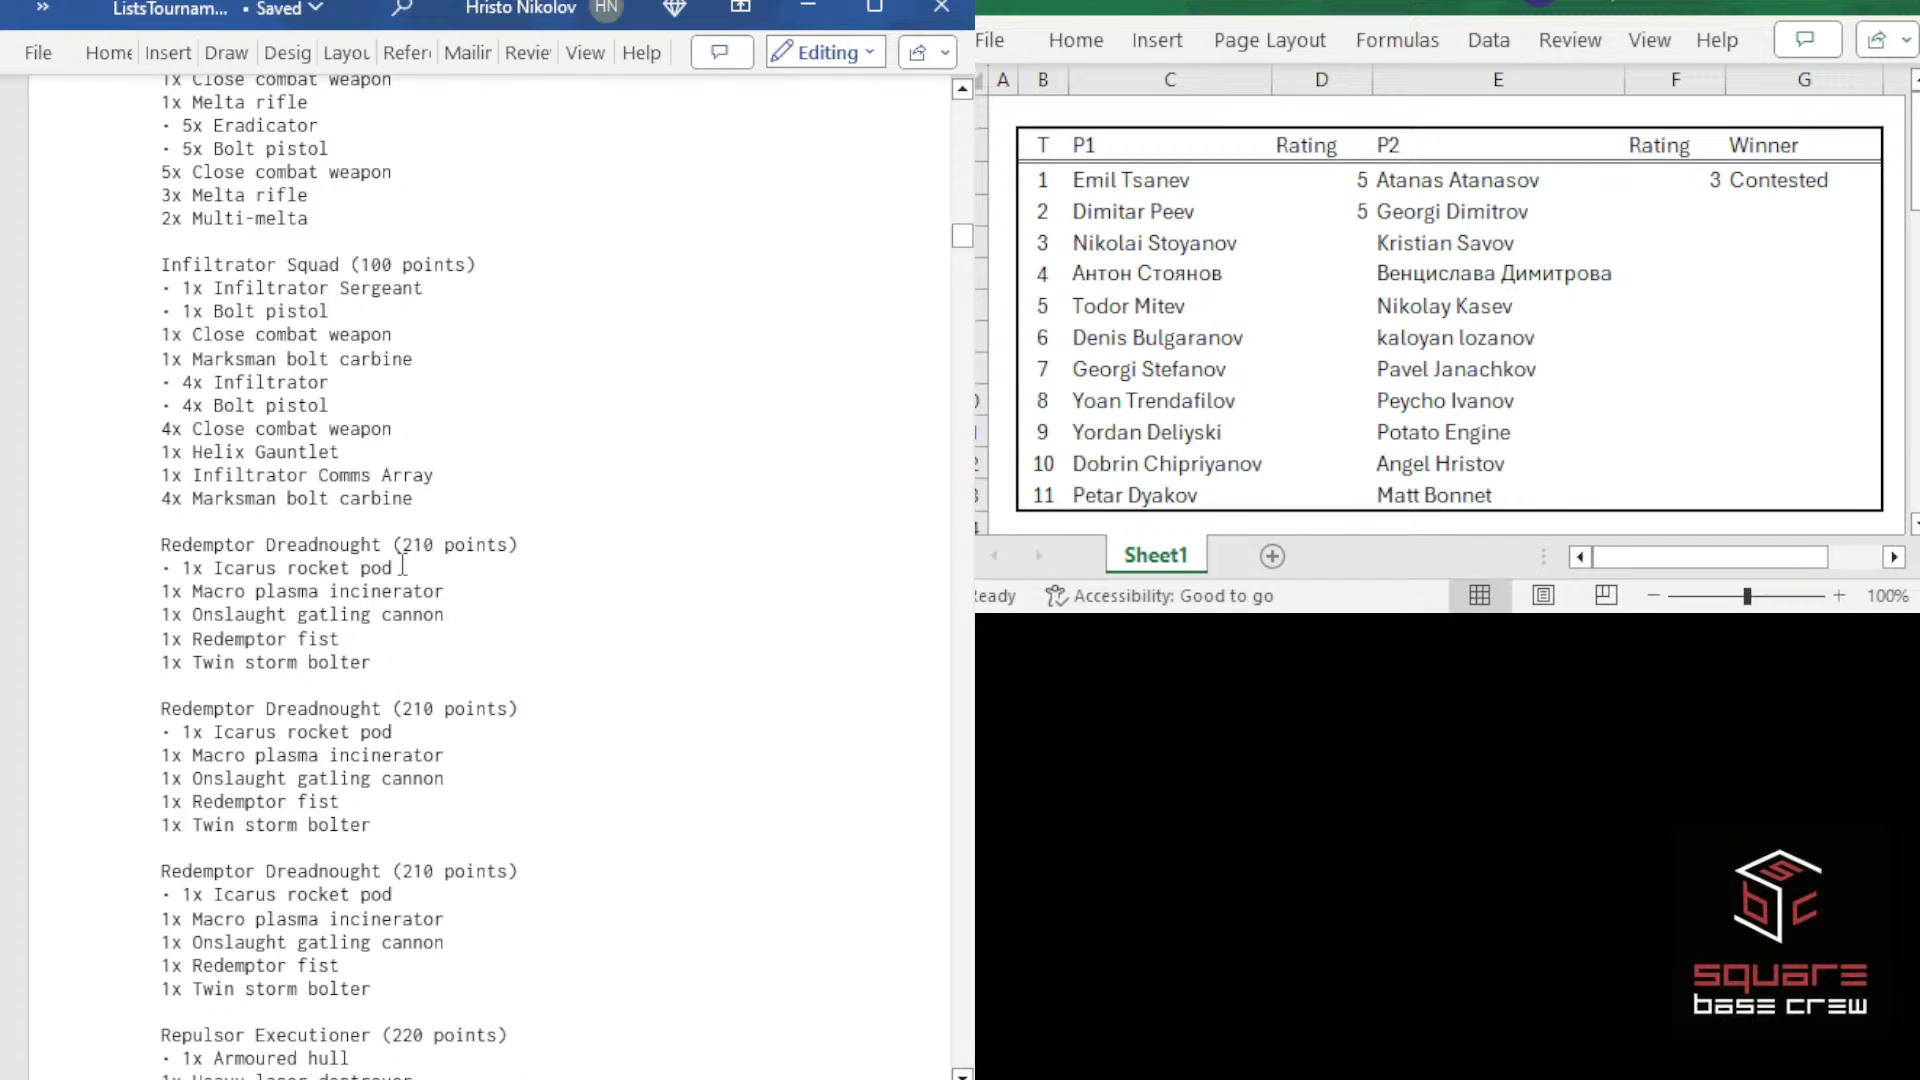 ListsTournam... • Saved
Hristo Nikolov
HN
File
Home
Insert
Draw
Desig
Layou
Refer
Mailin
Revie
View
Help
Editing
1x Close combat weapon
1x Melta rifle
• 5x Eradicator
• 5x Bolt pistol
5x Close combat weapon
3x Melta rifle
2x Multi-melta
Infiltrator Squad (100 points)
• 1x Infiltrator Sergeant
• 1x Bolt pistol
1x Close combat weapon
1x Marksman bolt carbine
• 4x Infiltrator
• 4x Bolt pistol
4x Close combat weapon
1x Helix Gauntlet
1x Infiltrator Comms Array
4x Marksman bolt carbine
Redemptor Dreadnought (210 points)
• 1x Icarus rocket pod
1x Macro plasma incinerator
1x Onslaught gatling cannon
1x Redemptor fist
1x Twin storm bolter
Redemptor Dreadnought (210 points)
• 1x Icarus rocket pod
1x Macro plasma incinerator
1x Onslaught gatling cannon
1x Redemptor fist
1x Twin storm bolter
Redemptor Dreadnought (210 points)
• 1x Icarus rocket pod
1x Macro plasma incinerator
1x Onslaught gatling cannon
1x Redemptor fist
1x Twin storm bolter
Repulsor Executioner (220 points)
• 1x Armoured hull
File Home Insert Page Layout Formulas Data Review View Help
A B C D E F G
T P1 Rating P2 Rating Winner
1 Emil Tsanev 5 Atanas Atanasov 3 Contested
2 Dimitar Peev 5 Georgi Dimitrov
3 Nikolai Stoyanov Kristian Savov
4 Антон Стоянов Венцислава Димитрова
5 Todor Mitev Nikolay Kasev
6 Denis Bulgaranov kaloyan lozanov
7 Georgi Stefanov Pavel Janachkov
8 Yoan Trendafilov Peycho Ivanov
9 Yordan Deliyski Potato Engine
10 Dobrin Chipriyanov Angel Hristov
11 Petar Dyakov Matt Bonnet
Sheet1
Ready Accessibility: Good to go 100%
sbc
square
base crew